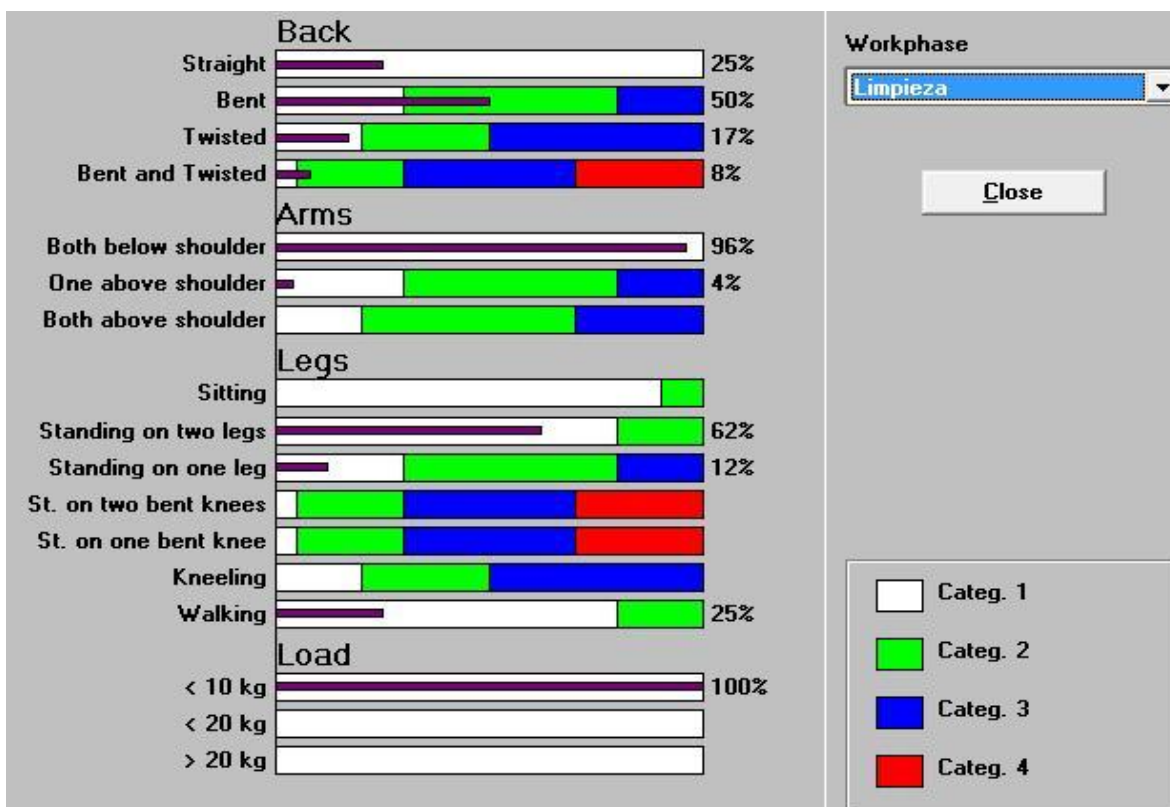 Back
Straight 25%
Bent 50%
Twisted 17%
Bent and Twisted 8%
Arms
Both below shoulder 96%
One above shoulder 4%
Both above shoulder
Legs
Sitting
Standing on two legs 62%
Standing on one leg 12%
St. on two bent knees
St. on one bent knee
Kneeling
Walking 25%
Load
< 10 kg 100%
< 20 kg
> 20 kg
Workphase
Limpieza
Close
Categ. 1
Categ. 2
Categ. 3
Categ. 4